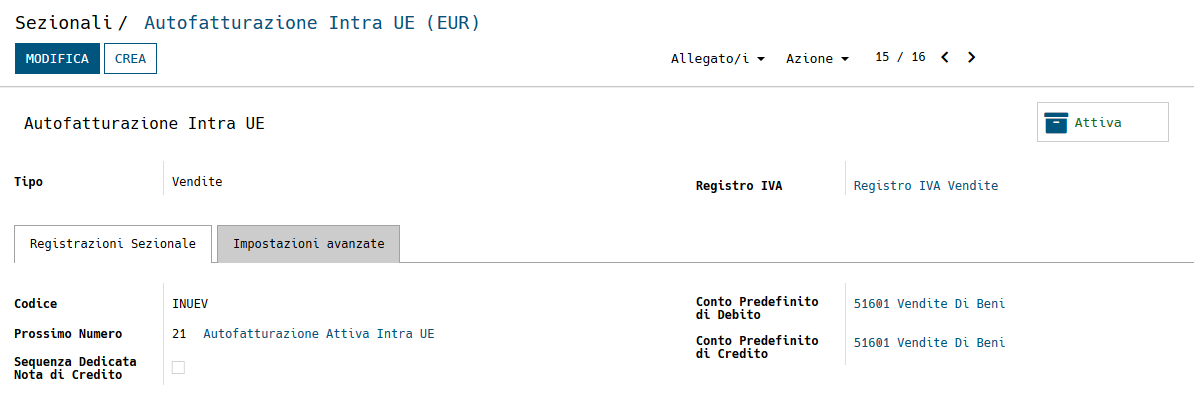 Sezionali / Autofatturazione Intra UE (EUR)
MODIFICA CREA Allegato/i Azione 15 / 16
Autofatturazione Intra UE Attiva
Tipo Vendite Registro IVA Registro IVA Vendite
Registrazioni Sezionale Impostazioni avanzate
Codice INUEV
Conto Predefinito
di Debito 51601 Vendite Di Beni
Prossimo Numero 21 Autofatturazione Attiva Intra UE
Conto Predefinito
di Credito 51601 Vendite Di Beni
Sequenza Dedicata
Nota di Credito